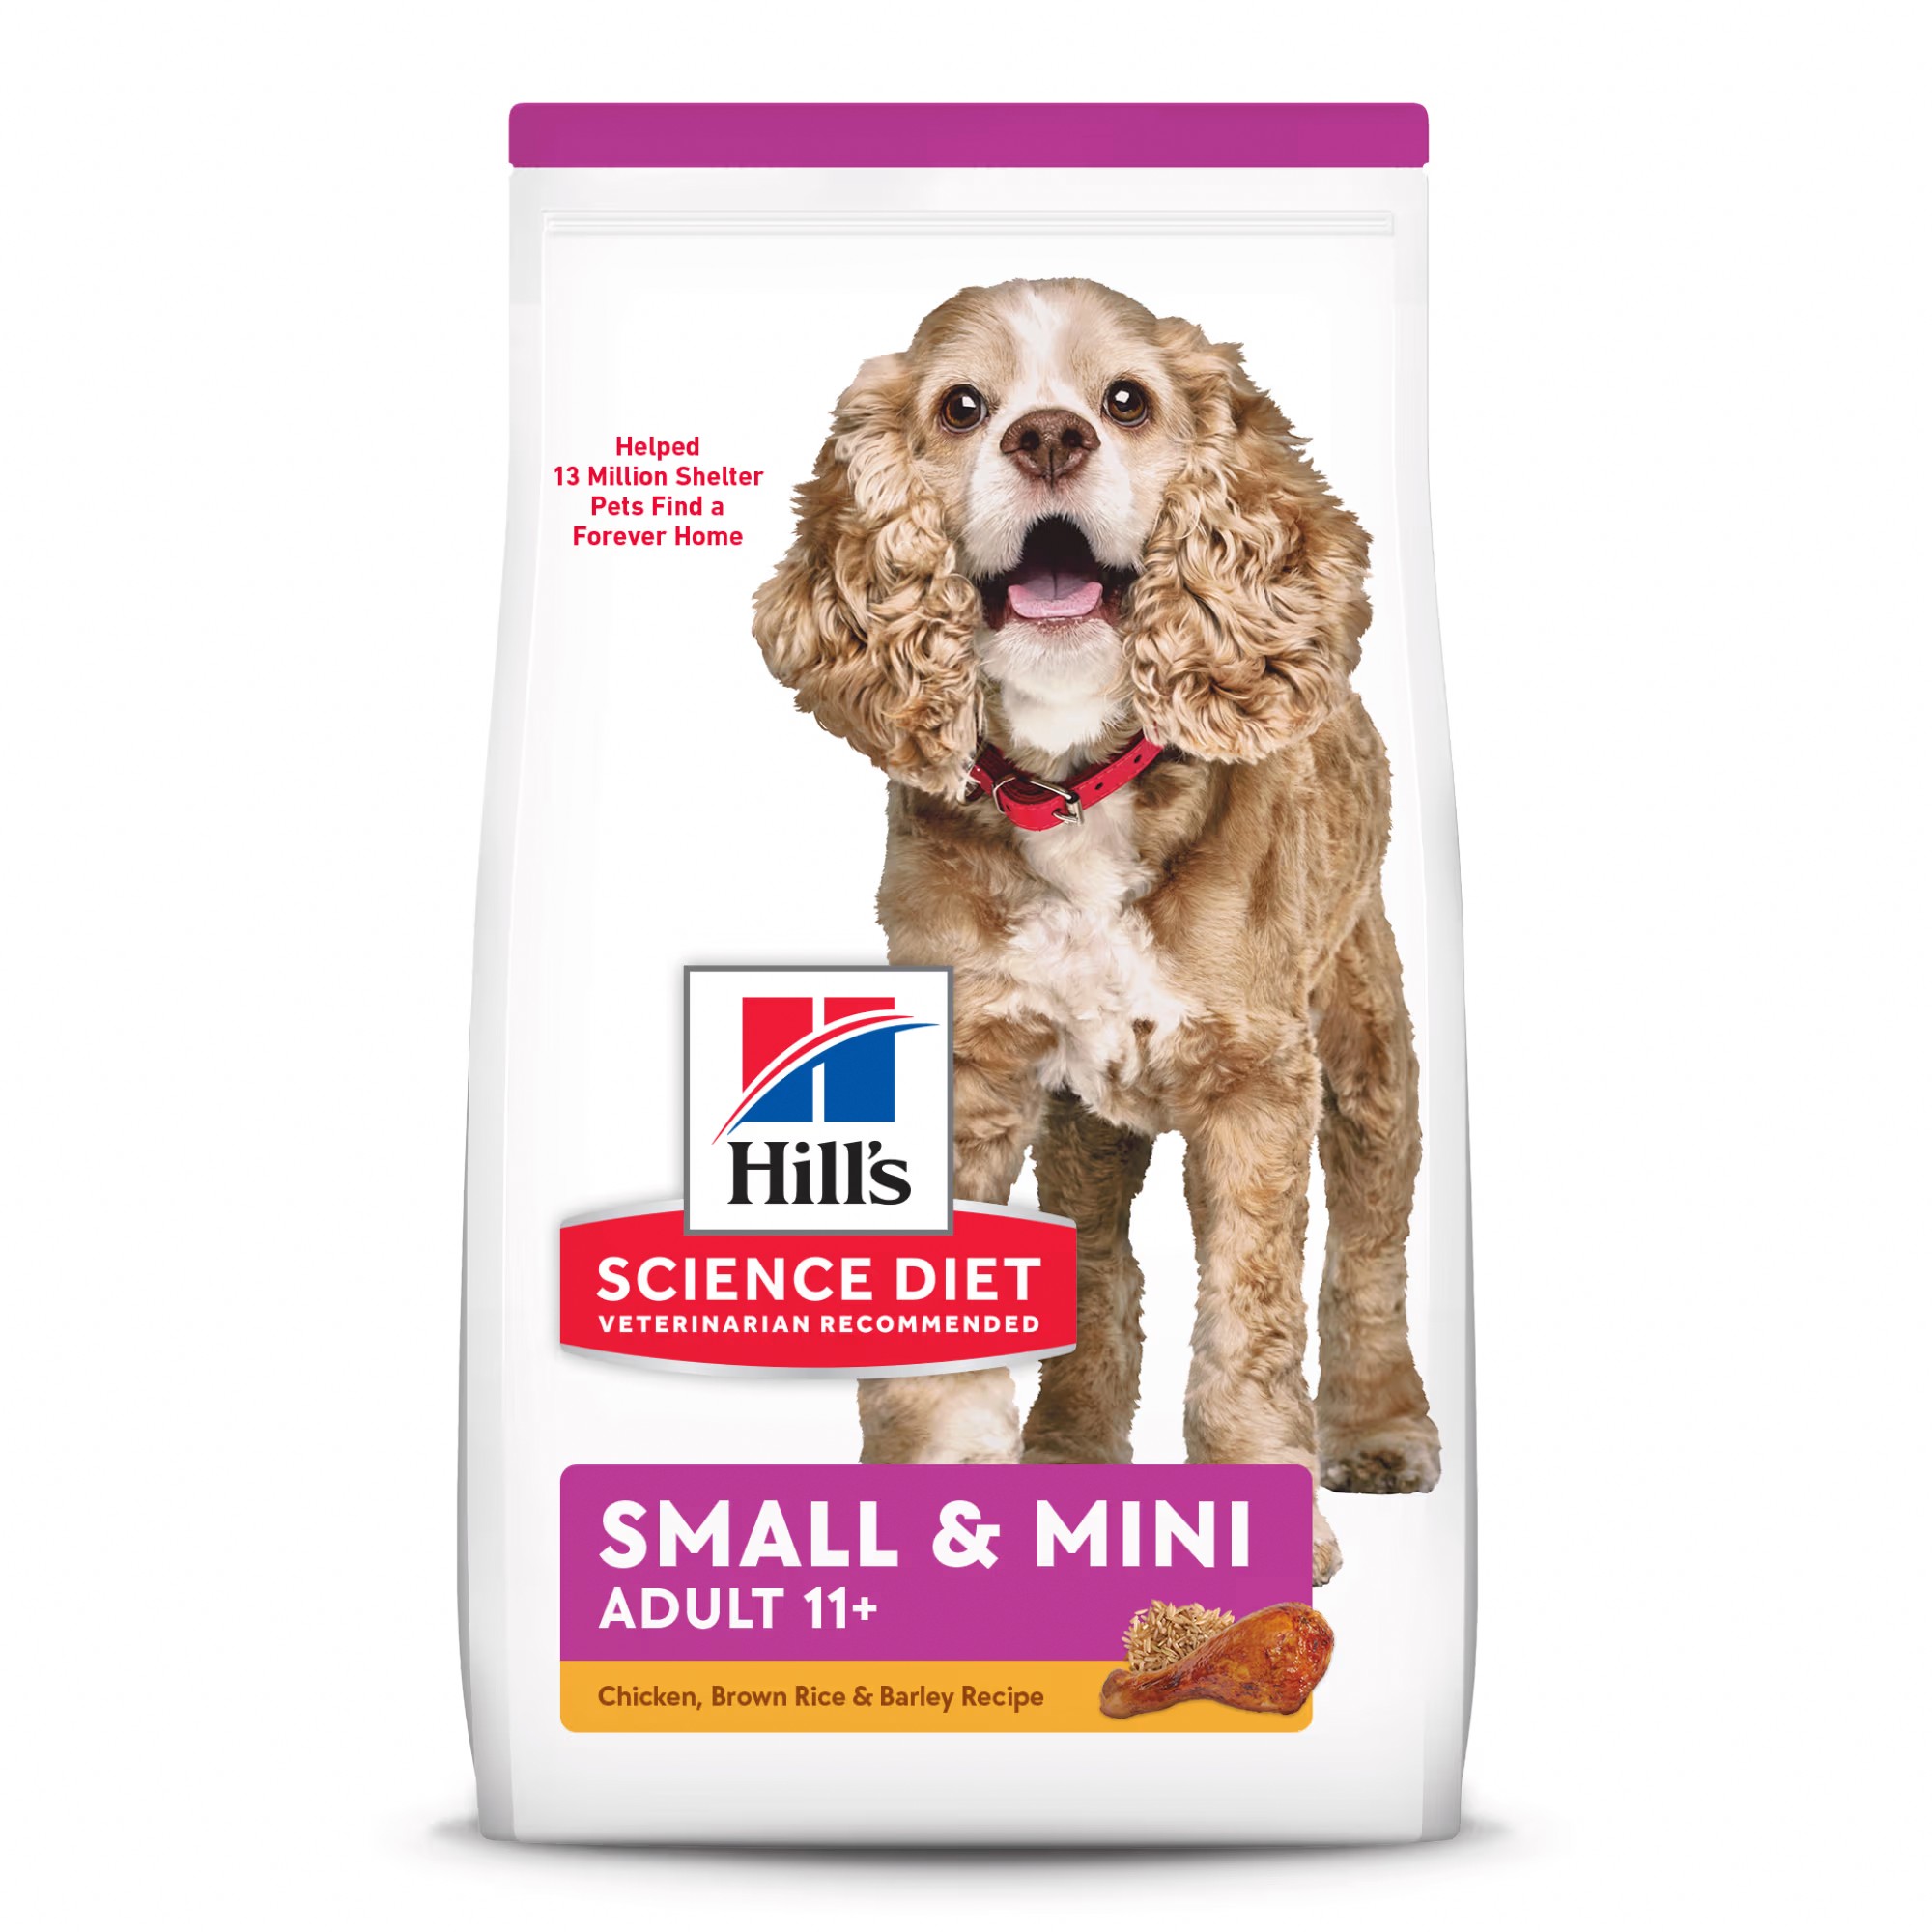 Helped
13 Million Shelter
Pets Find a
Forever Home
Hill's
SCIENCE DIET
VETERINARIAN RECOMMENDED
SMALL & MINI
ADULT 11+
Chicken, Brown Rice & Barley Recipe